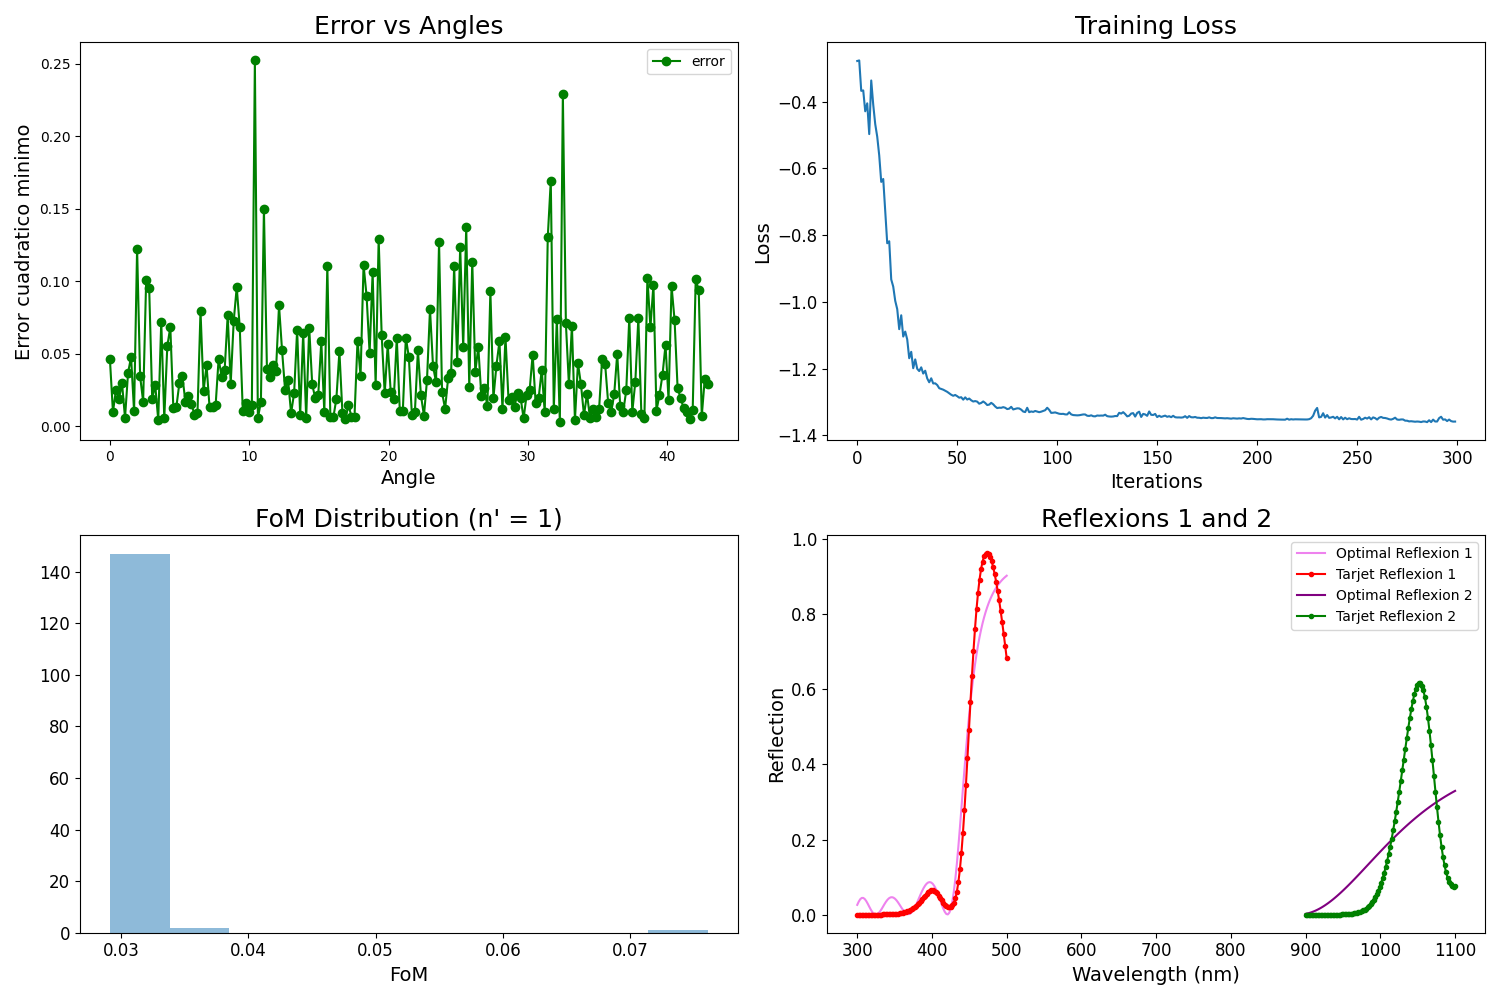 Error vs Angles
error
Error cuadratico minimo
0.25
0.20
0.15
0.10
0.05
0.00
0 10 20 30 40
Angle
Training Loss
Loss
−0.4
−0.6
−0.8
−1.0
−1.2
−1.4
0 50 100 150 200 250 300
Iterations
FoM Distribution (n' = 1)
140
120
100
80
60
40
20
0
0.03 0.04 0.05 0.06 0.07
FoM
Reflexions 1 and 2
Optimal Reflexion 1
Tarjet Reflexion 1
Optimal Reflexion 2
Tarjet Reflexion 2
Reflection
1.0
0.8
0.6
0.4
0.2
0.0
300 400 500 600 700 800 900 1000 1100
Wavelength (nm)